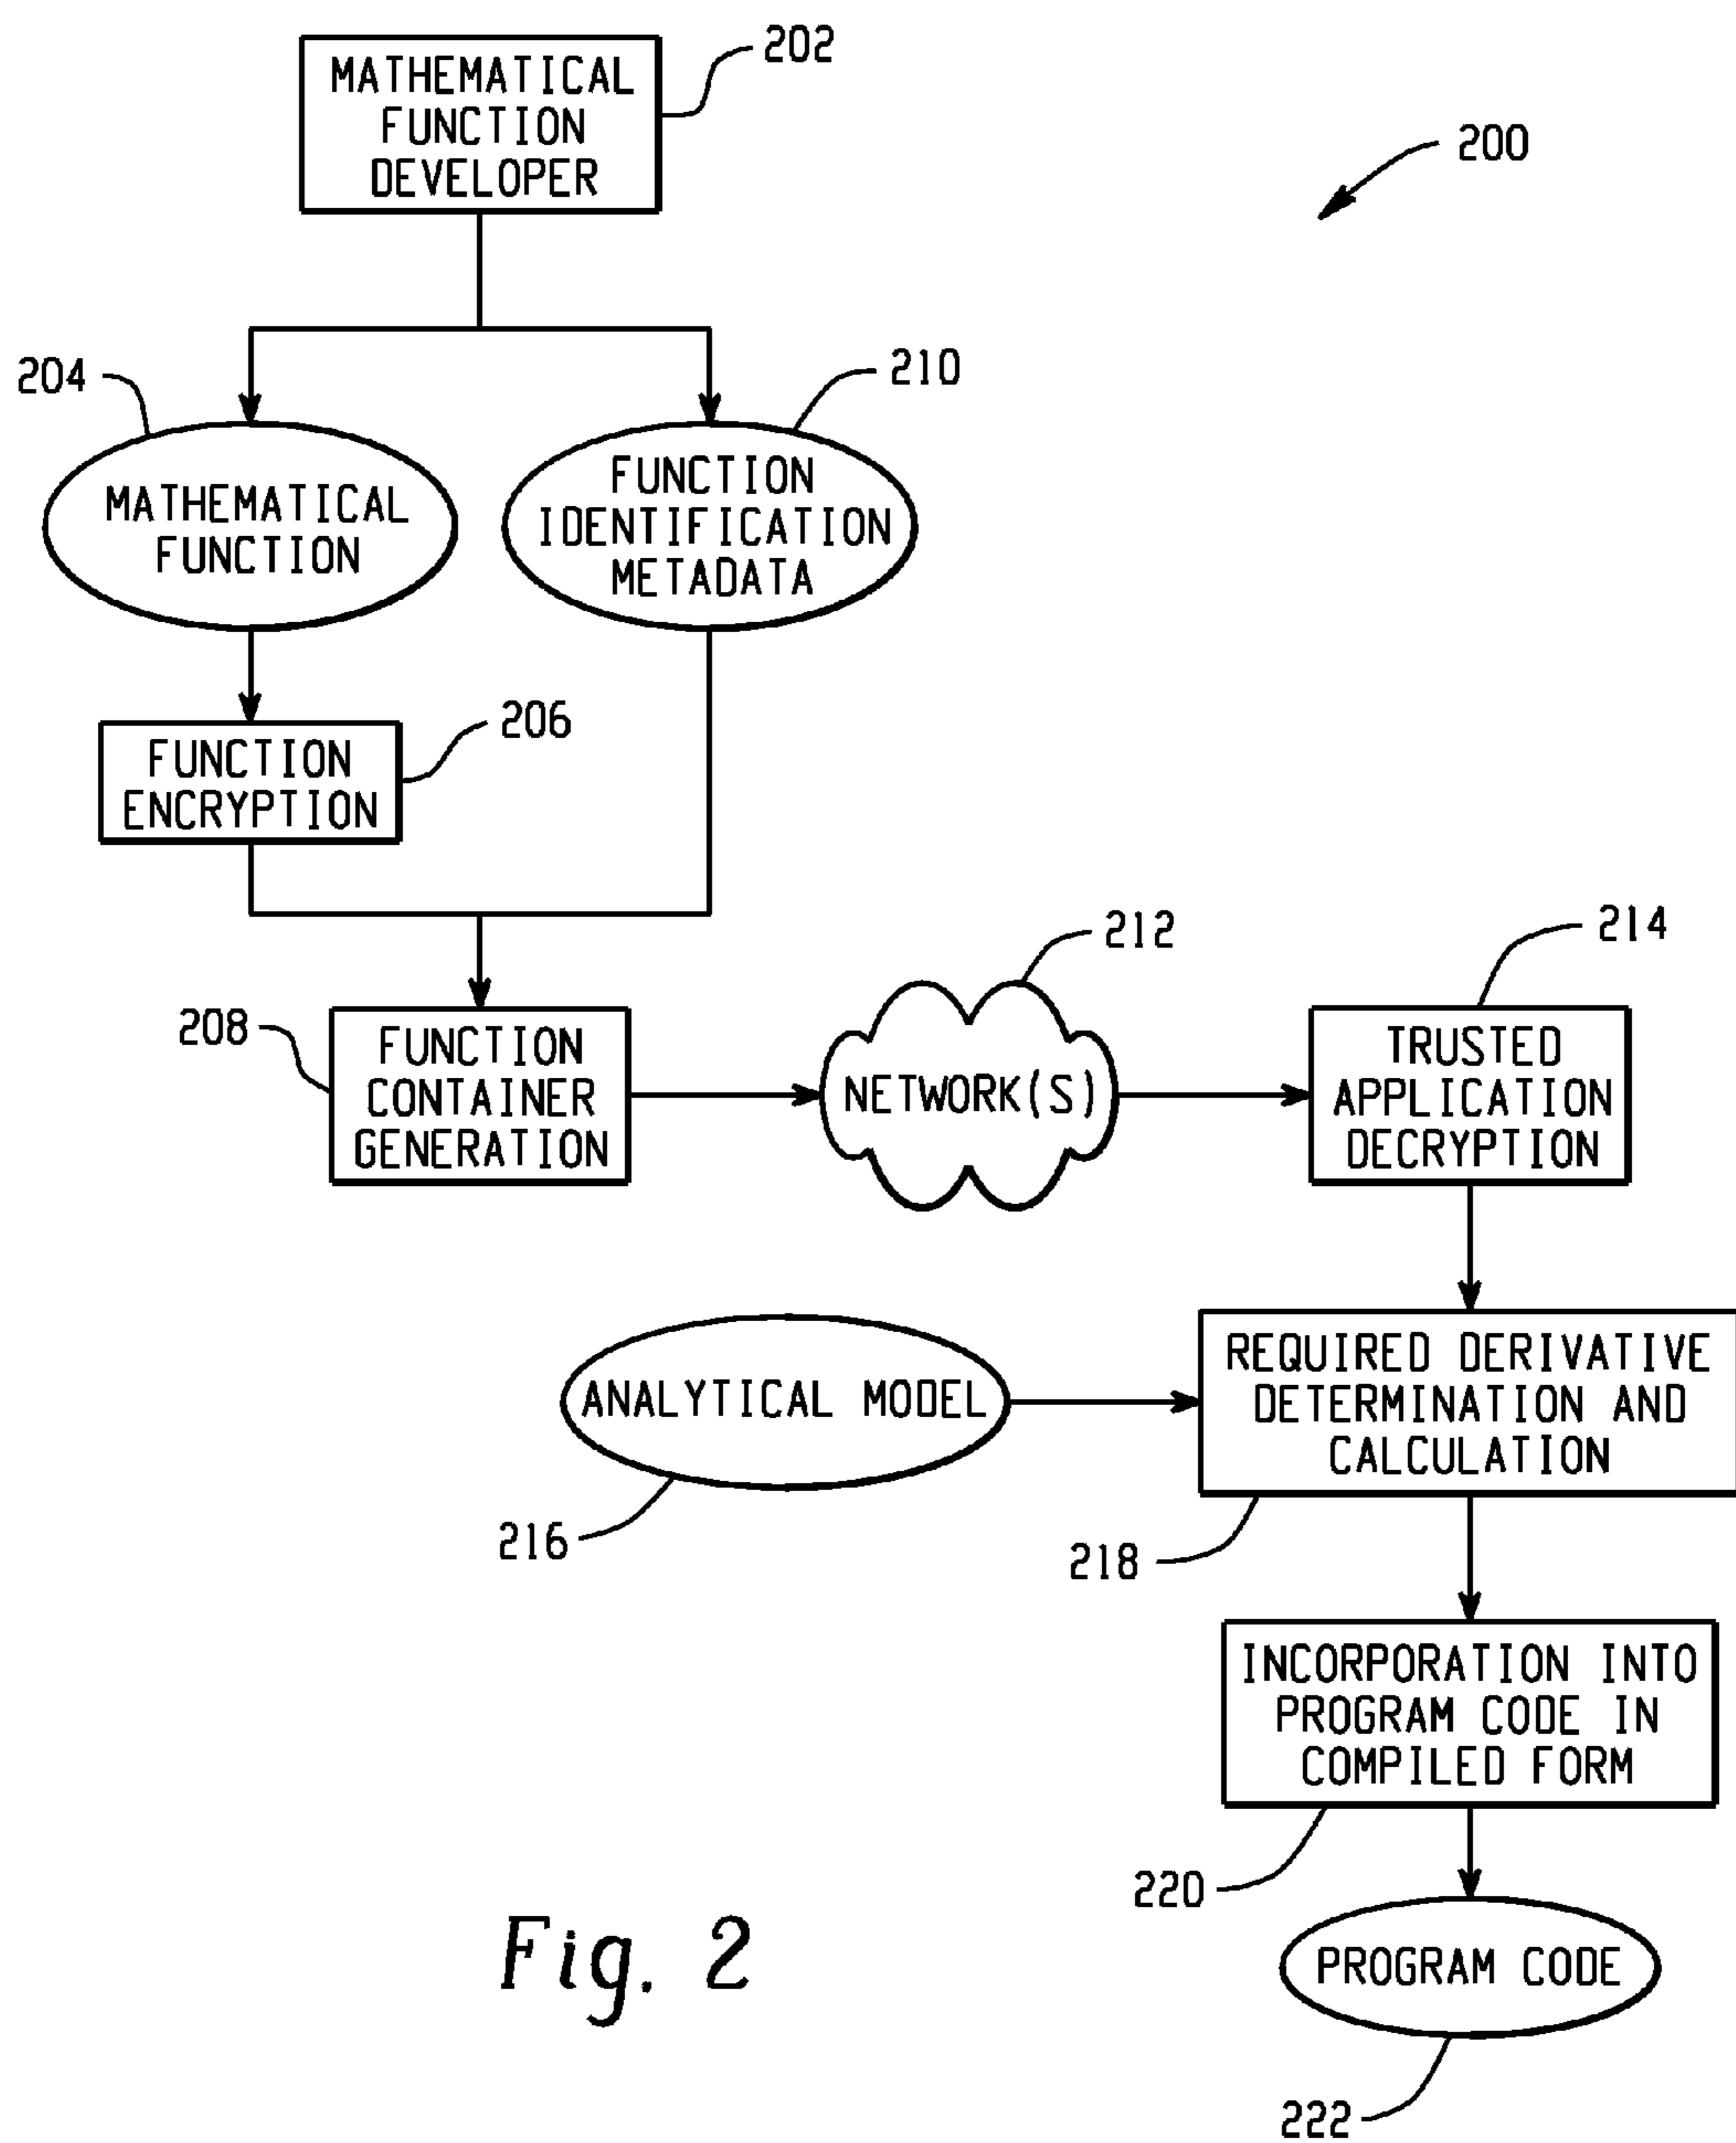 202
MATHEMATICAL
FUNCTION
DEVELOPER
200
204
210
MATHEMATICAL
FUNCTION
FUNCTION
IDENTIFICATION
METADATA
206
FUNCTION
ENCRYPTION
212
214
208
FUNCTION
CONTAINER
GENERATION
NETWORK(S)
TRUSTED
APPLICATION
DECRYPTION
ANALYTICAL MODEL
216
REQUIRED DERIVATIVE
DETERMINATION AND
CALCULATION
218
INCORPORATION INTO
PROGRAM CODE IN
COMPILED FORM
220
PROGRAM CODE
222
Fig. 2